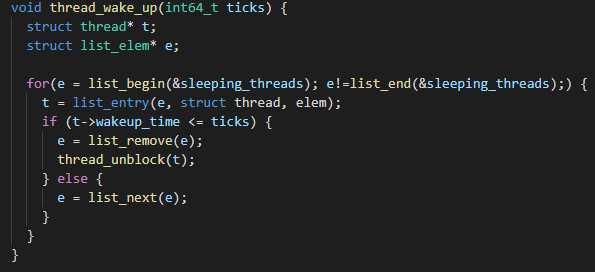 void thread_wake_up(int64_t ticks) {
  struct thread* t;
  struct list_elem* e;

  for(e = list_begin(&sleeping_threads); e!=list_end(&sleeping_threads);) {
    t = list_entry(e, struct thread, elem);
    if (t->wakeup_time <= ticks) {
      e = list_remove(e);
      thread_unblock(t);
    } else {
      e = list_next(e);
    }
  }
}